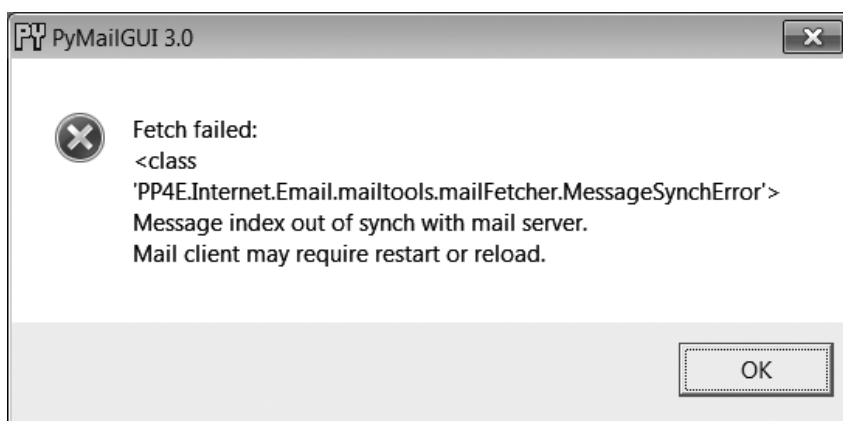 PY PyMailGUI 3.0
Fetch failed:
<class
'PP4E.Internet.Email.mailtools.mailFetcher.MessageSynchError'>
Message index out of synch with mail server.
Mail client may require restart or reload.
OK